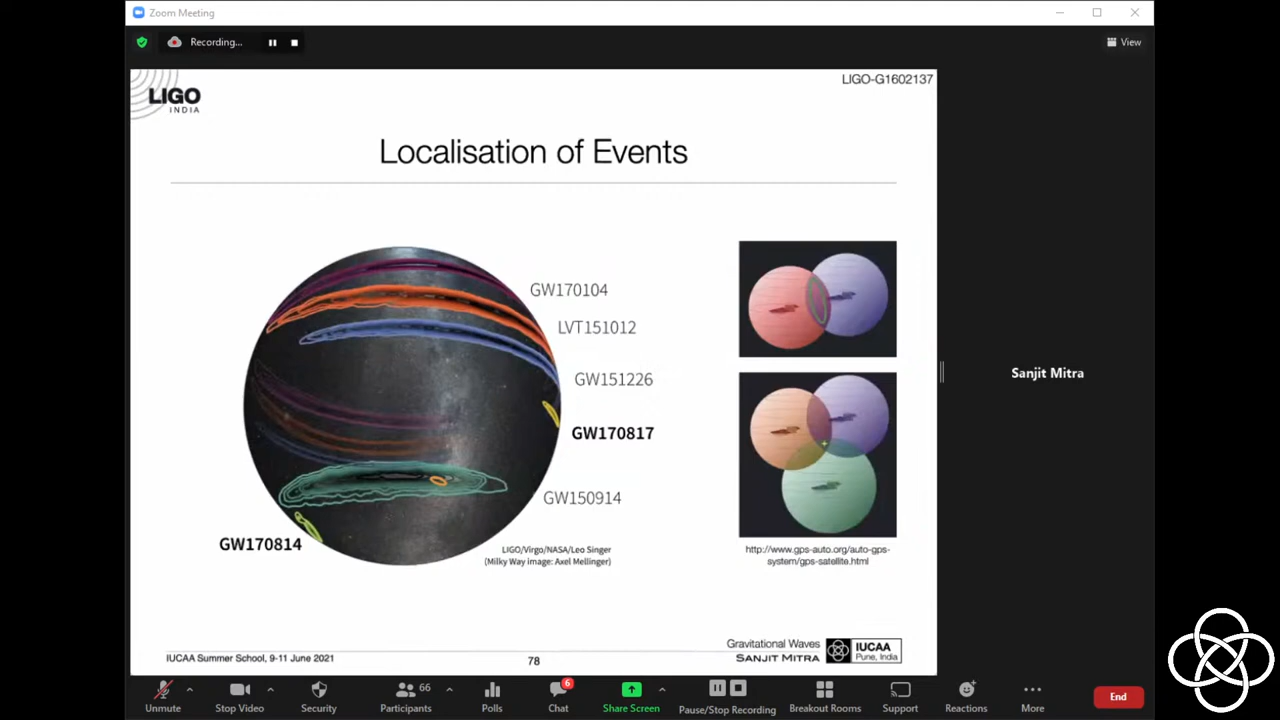 Zoom Meeting
Recording...
View
LIGO-G1602137
LIGO
INDIA
Localisation of Events
GW170104
LVT151012
GW151226
GW170817
GW150914
GW170814
LIGO/Virgo/NASA/Leo Singer
(Milky Way image: Axel Mellinger)
http://www.gps-auto.org/auto-gps-
system/gps-satellite.html
Sanjit Mitra
IUCAA Summer School, 9-11 June 2021
78
Gravitational Waves
SANJIT MITRA
IUCAA
Pune, India
Unmute
Stop Video
Security
66
Participants
Polls
6
Chat
Share Screen
Pause/Stop Recording
Breakout Rooms
Support
Reactions
More
End